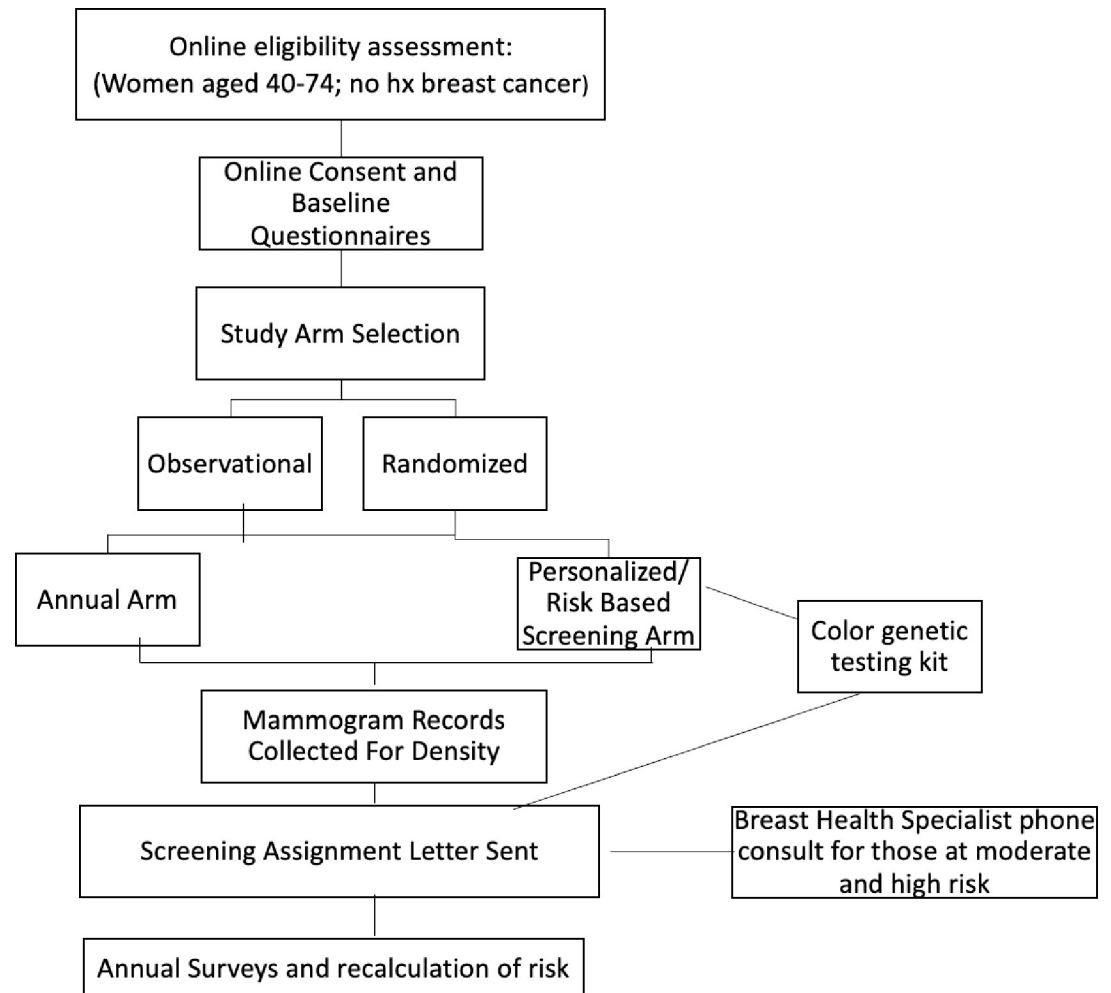 Online eligibility assessment:
(Women aged 40-74; no hx breast cancer)
Online Consent and
Baseline
Questionnaires
Study Arm Selection
Observational
Randomized
Annual Arm
Personalized/
Risk Based
Screening Arm
Color genetic
testing kit
Mammogram Records
Collected For Density
Screening Assignment Letter Sent
Breast Health Specialist phone
consult for those at moderate
and high risk
Annual Surveys and recalculation of risk